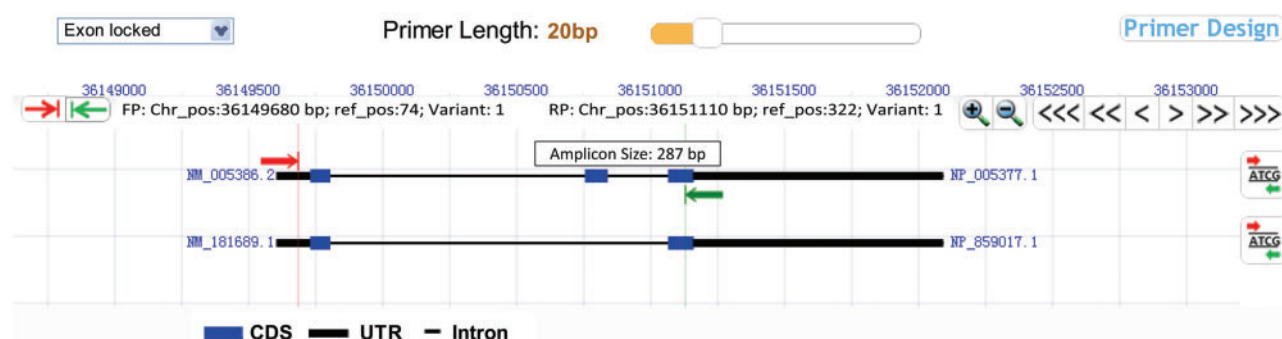 Exon locked Primer Length: 20bp Primer Design
36149000 36149500 36150000 36150500 36151000 36151500 36152000 36152500 36153000
FP: Chr_pos:36149680 bp; ref_pos:74; Variant: 1 RP: Chr_pos:36151110 bp; ref_pos:322; Variant: 1 <<< << < > >> >>>
Amplicon Size: 287 bp
NM_005386.2 NP_005377.1 ATCG
NM_181689.1 NP_859017.1 ATCG
CDS UTR Intron